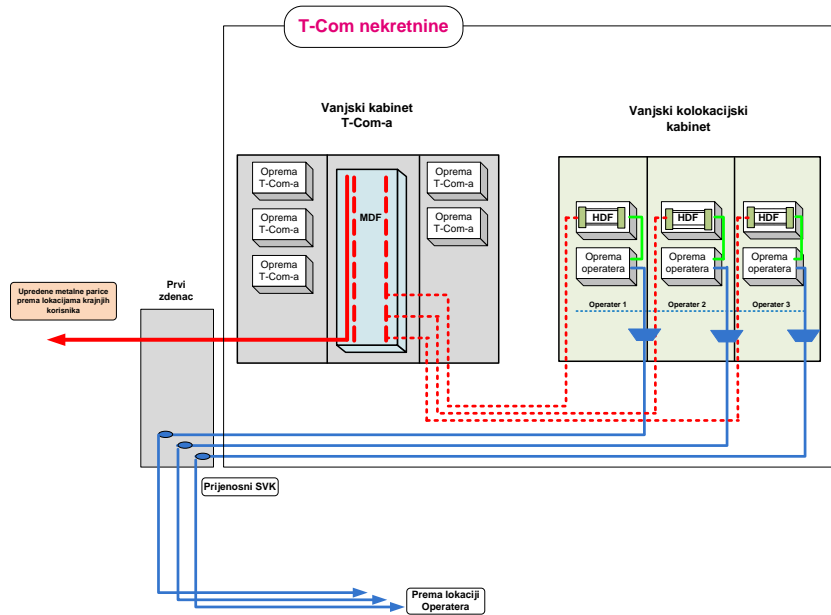 T-Com nekretnine
Vanjski kabinet
T-Com-a
Vanjski kolokacijski
kabinet
Oprema
T-Com-a
Oprema
T-Com-a
Oprema
T-Com-a
MDF
Oprema
T-Com-a
Oprema
T-Com-a
HDF
HDF
HDF
Oprema
operatera
Oprema
operatera
Oprema
operatera
Operater 1
Operater 2
Operater 3
Upredene metalne parice
prema lokacijama krajnjih
korisnika
Prvi
zdenac
Prijenosni SVK
Prema lokaciji
Operatera